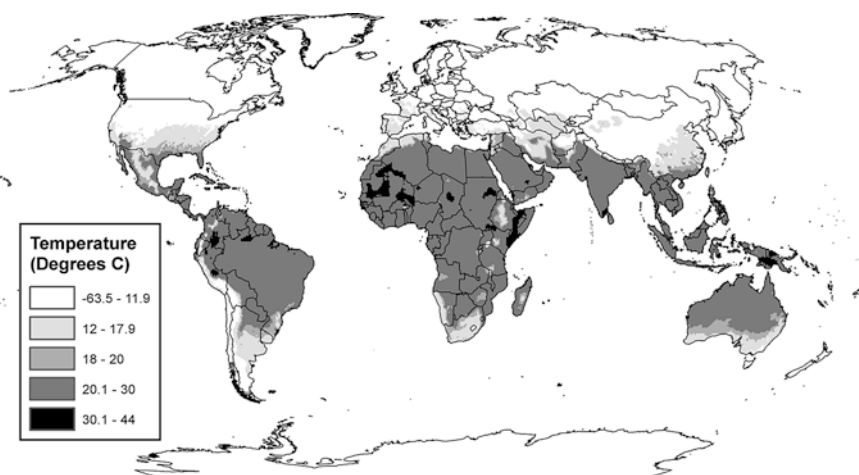 Temperature
(Degrees C)
-63.5 - 11.9
12 - 17.9
18 - 20
20.1 - 30
30.1 - 44